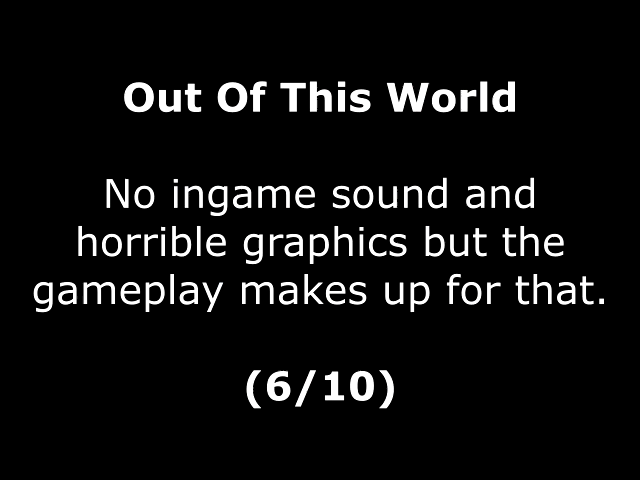 Out Of This World
No ingame sound and
horrible graphics but the
gameplay makes up for that.
(6/10)